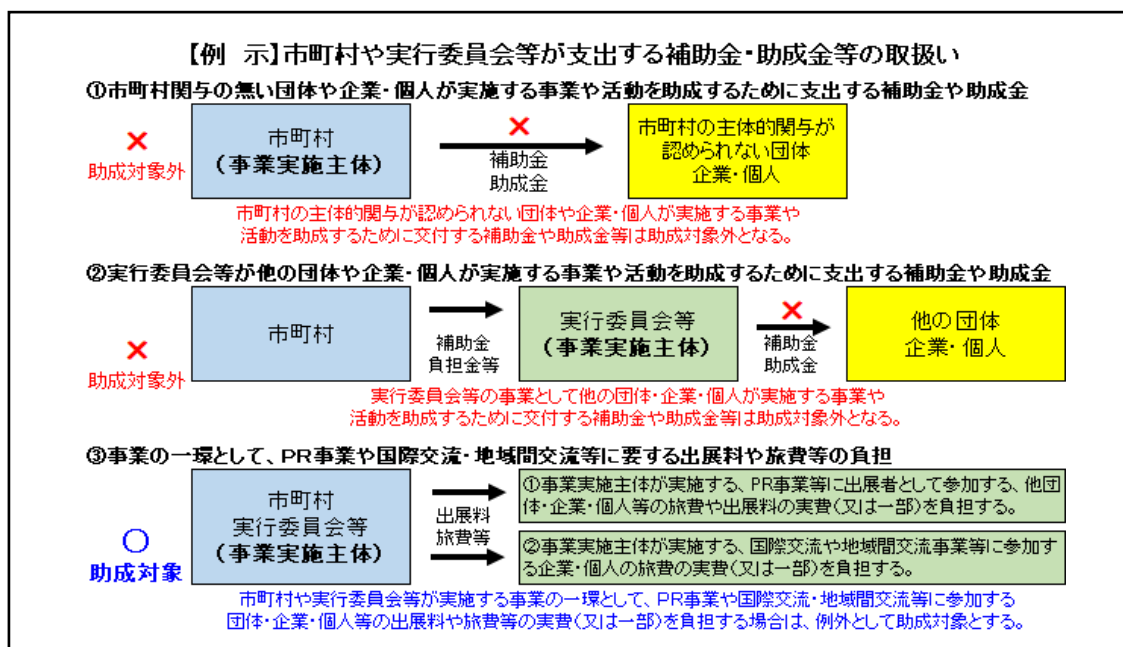 【例　示】市町村や実行委員会等が支出する補助金・助成金等の取扱い
①市町村関与の無い団体や企業・個人が実施する事業や活動を助成するために支出する補助金や助成金
×
助成対象外
市町村
（事業実施主体）
×
補助金
助成金
市町村の主体的関与が
認められない団体
企業・個人
市町村の主体的関与が認められない団体や企業・個人が実施する事業や
活動を助成するために交付する補助金や助成金等は助成対象外となる。
②実行委員会等が他の団体や企業・個人が実施する事業や活動を助成するために支出する補助金や助成金
×
助成対象外
市町村
補助金
負担金等
実行委員会等
（事業実施主体）
×
補助金
助成金
他の団体
企業・個人
実行委員会等の事業として他の団体・企業・個人が実施する事業や
活動を助成するために交付する補助金や助成金等は助成対象外となる。
③事業の一環として、PR事業や国際交流・地域間交流等に要する出展料や旅費等の負担
○
助成対象
市町村
実行委員会等
（事業実施主体）
出展料
旅費等
①事業実施主体が実施する、PR事業等に出展者として参加する、他団
体・企業・個人等の旅費や出展料の実費（又は一部）を負担する。
②事業実施主体が実施する、国際交流や地域間交流事業等に参加す
る企業・個人の旅費の実費（又は一部）を負担する。
市町村や実行委員会等が実施する事業の一環として、PR事業や国際交流・地域間交流等に参加する
団体・企業・個人等の出展料や旅費等の実費（又は一部）を負担する場合は、例外として助成対象とする。